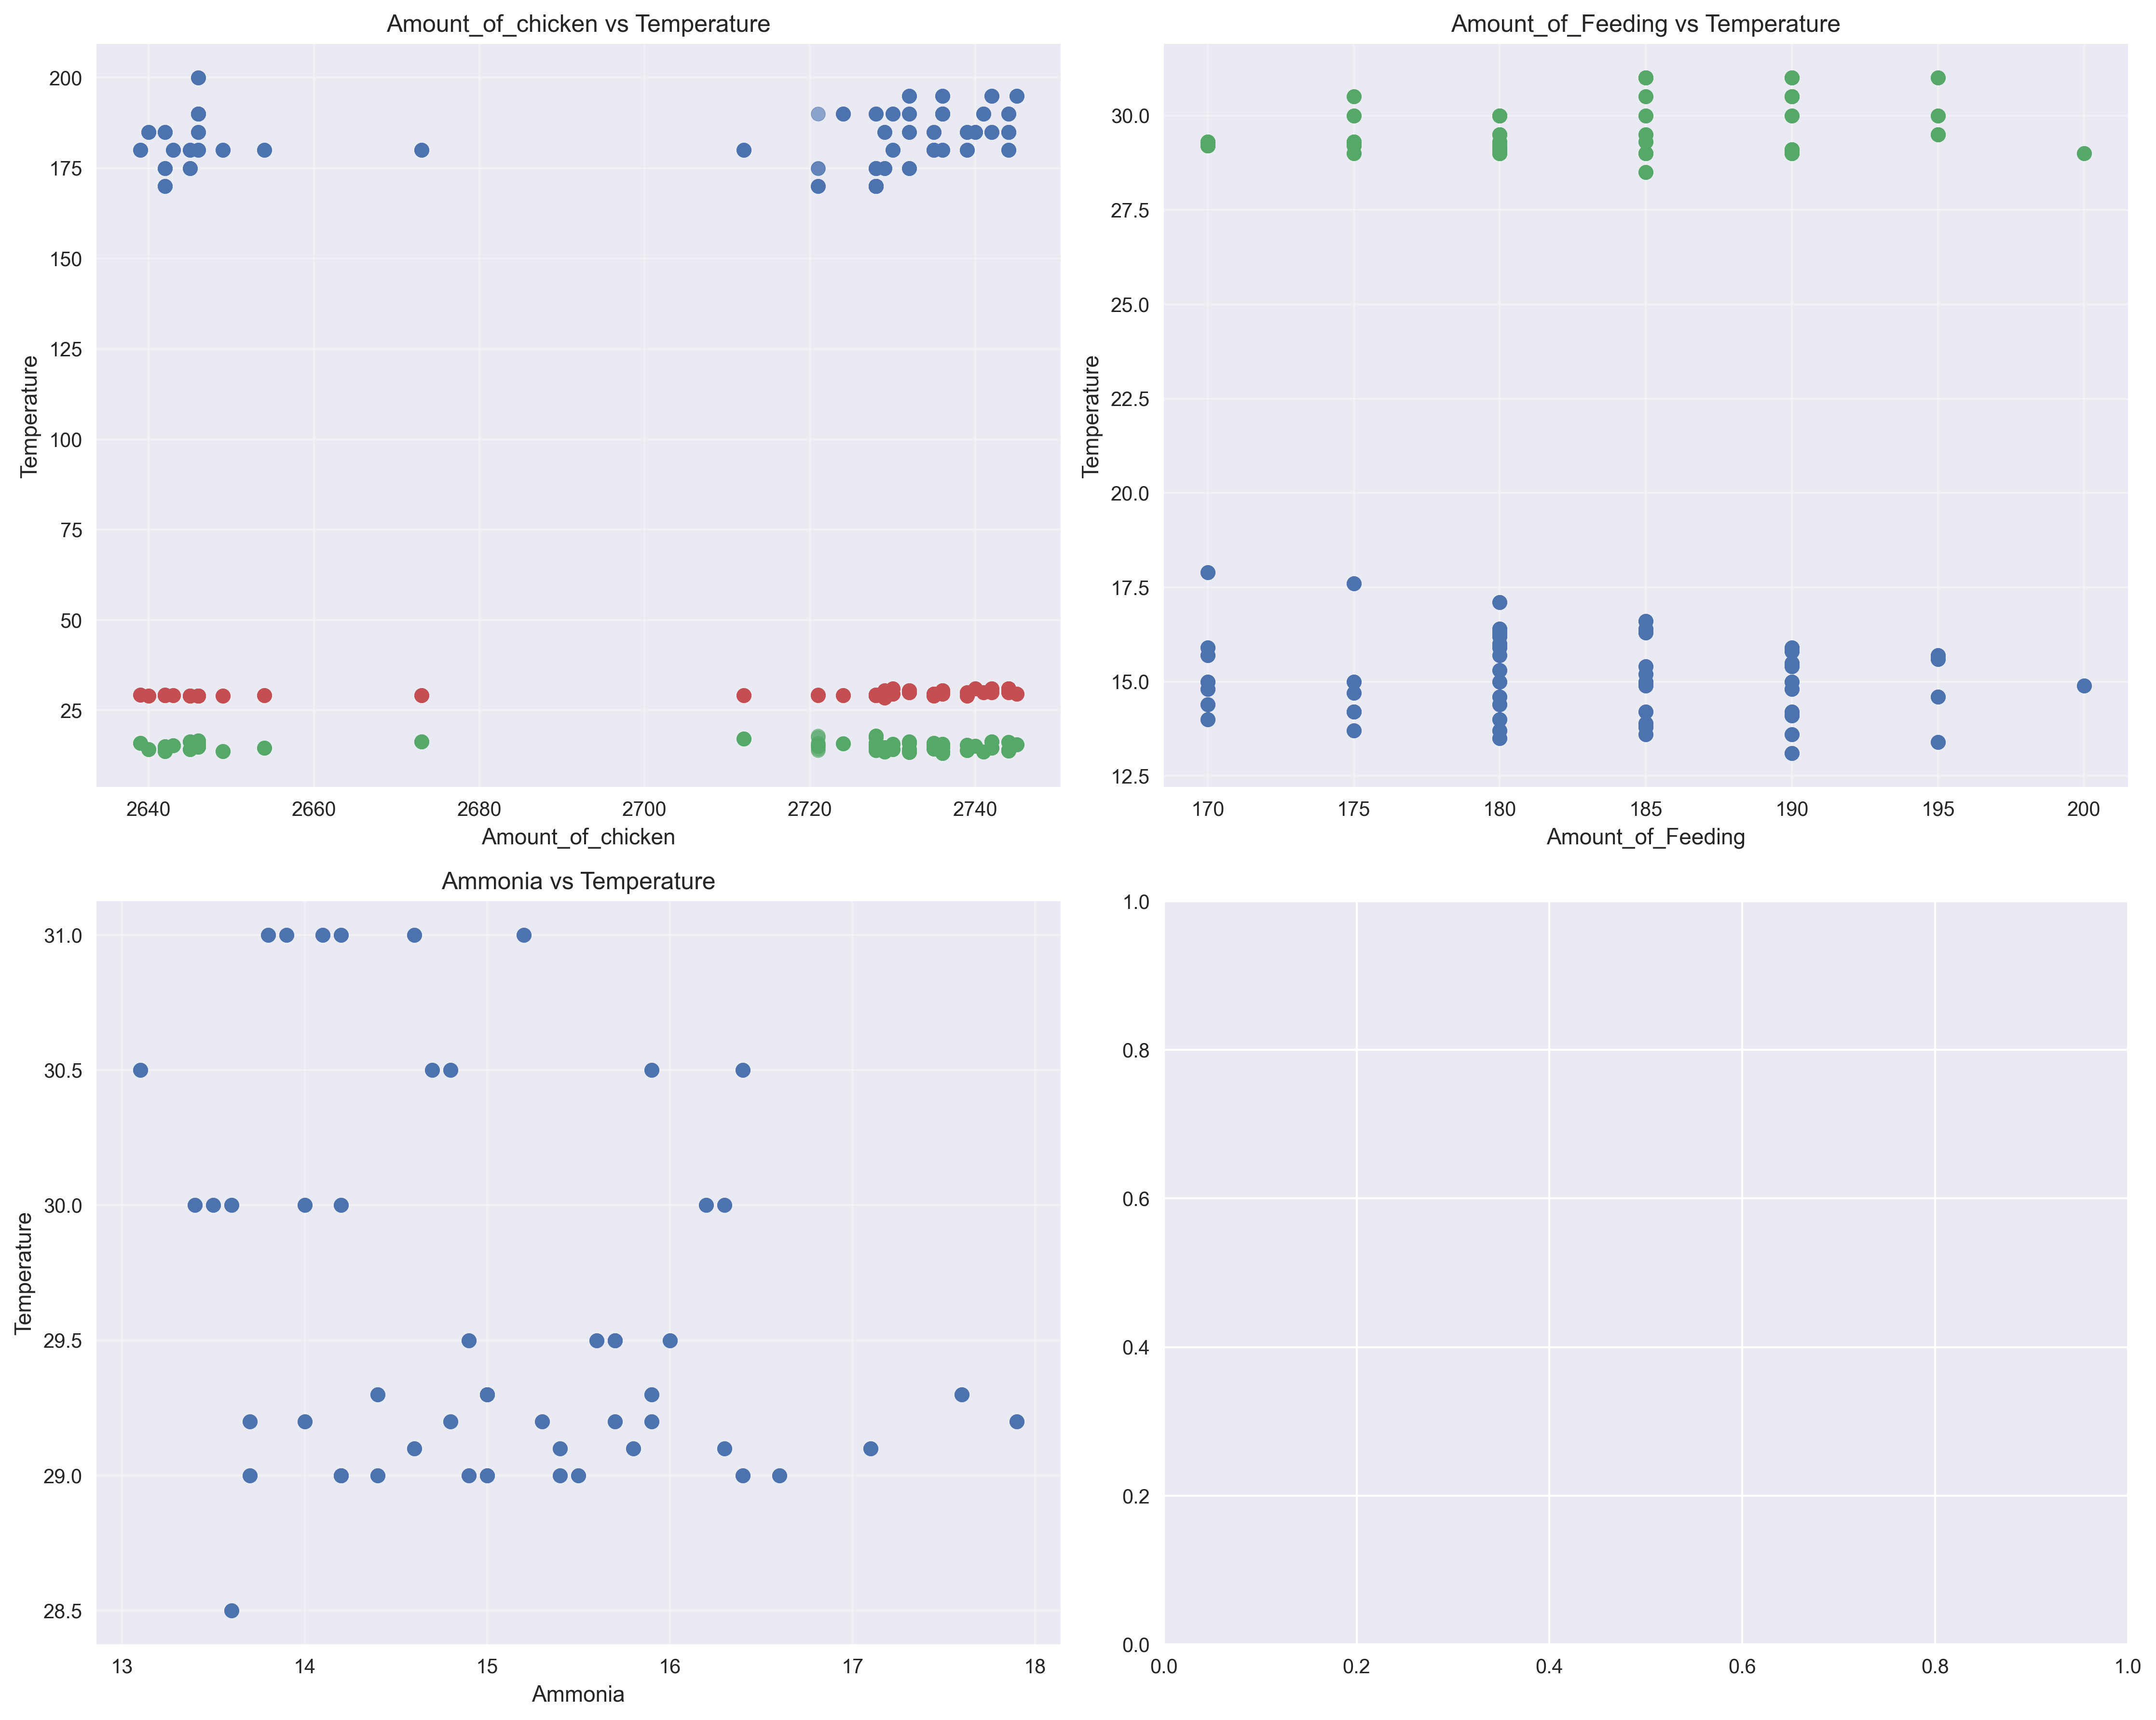 Amount_of_chicken vs Temperature
200
175
150
125
100
75
50
25
Temperature
2640 2660 2680 2700 2720 2740
Amount_of_chicken
Amount_of_Feeding vs Temperature
30.0
27.5
25.0
22.5
20.0
17.5
15.0
12.5
Temperature
170 175 180 185 190 195 200
Amount_of_Feeding
Ammonia vs Temperature
31.0
30.5
30.0
29.5
29.0
28.5
Temperature
13 14 15 16 17 18
Ammonia
1.0
0.8
0.6
0.4
0.2
0.0
0.0 0.2 0.4 0.6 0.8 1.0